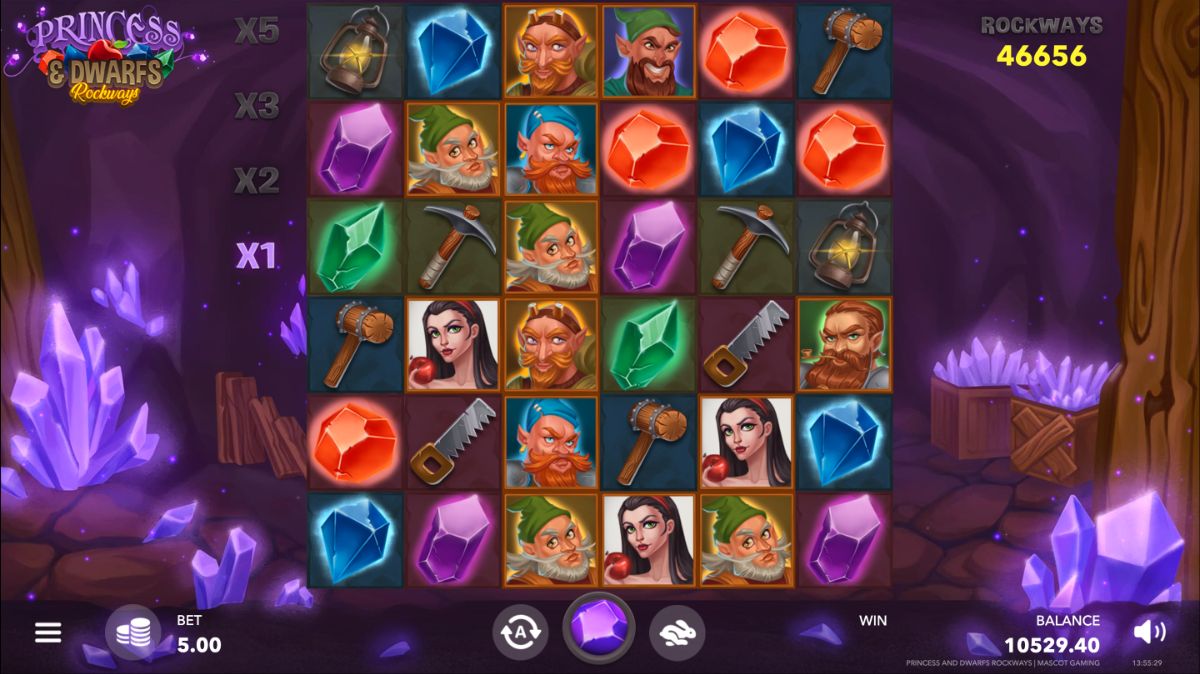 PRINCESS
& DWARFS
Rockways
X5
X3
X2
X1
ROCKWAYS
46656
BET
5.00
A
WIN
BALANCE
10529.40
PRINCESS AND DWARFS ROCKWAYS | MASCOT GAMING
13:55:29